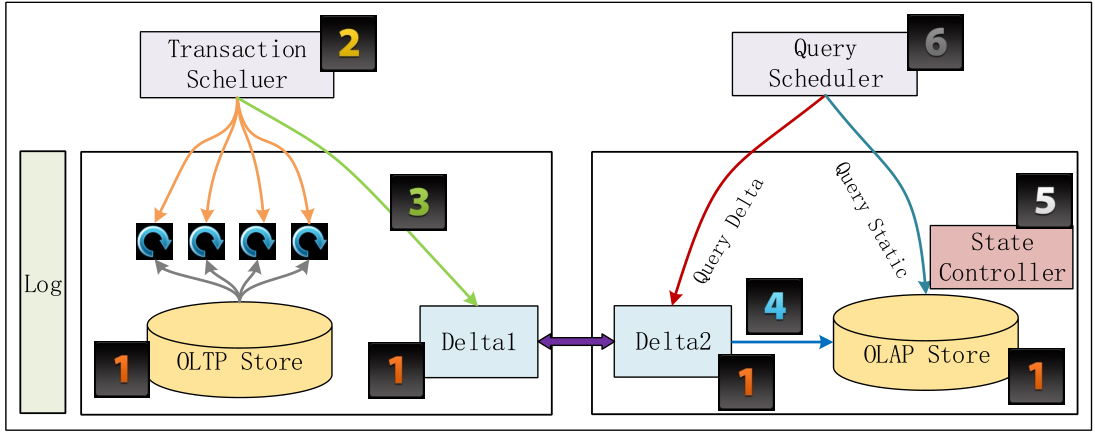 Transaction
Scheluer
2
Query
Scheduler
6
3
Query Delta
Query Static
5
State
Controller
Log
OLTP Store
1
Delta1
1
Delta2
1
4
OLAP Store
1